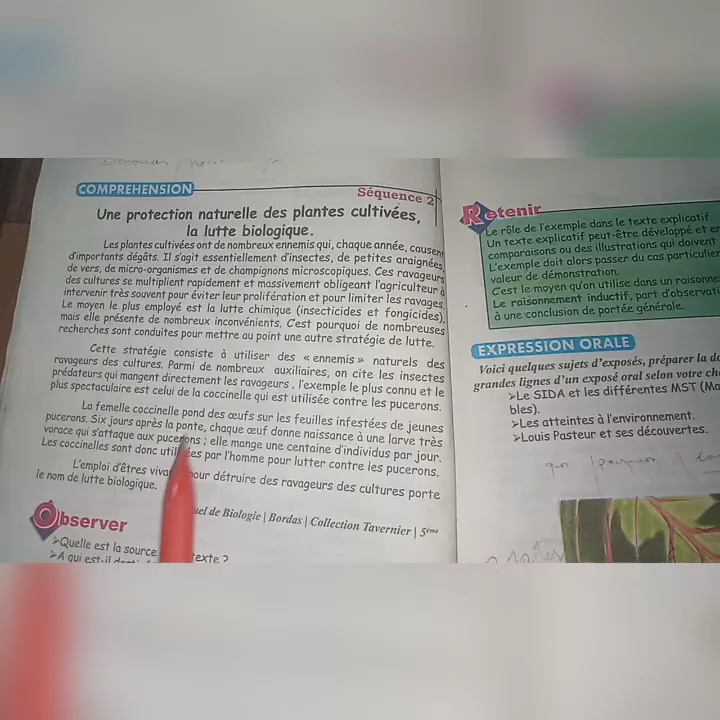 COMPREHENSION
Séquence 2
Une protection naturelle des plantes cultivées,
la lutte biologique.
Les plantes cultivées ont de nombreux ennemis qui, chaque année, causent
d'importants dégâts. Il s'agit essentiellement d'insectes, de petites araignées,
de vers, de micro-organismes et de champignons microscopiques. Ces ravageurs
des cultures se multiplient rapidement et massivement obligeant l'agriculteur à
intervenir très souvent pour éviter leur prolifération et pour limiter les ravages.
Le moyen le plus employé est la lutte chimique (insecticides et fongicides),
mais elle présente de nombreux inconvénients. C'est pourquoi de nombreuses
recherches sont conduites pour mettre au point une autre stratégie de lutte.
Cette stratégie consiste à utiliser des « ennemis » naturels des
ravageurs des cultures. Parmi de nombreux auxiliaires, on cite les insectes
prédateurs qui mangent directement les ravageurs , l'exemple le plus connu et le
plus spectaculaire est celui de la coccinelle qui est utilisée contre les pucerons.
La femelle coccinelle pond des œufs sur les feuilles infestées de jeunes
pucerons. Six jours après la ponte, chaque œuf donne naissance à une larve très
vorace qui s'attaque aux pucerons ; elle mange une centaine d'individus par jour.
Les coccinelles sont donc utilisées par l'homme pour lutter contre les pucerons.
L'emploi d'êtres pour détruire des ravageurs des cultures porte
le nom de lutte biologique.
de Biologie | Bordas | Collection Tavernier | 5ème
Observer
➤Quelle est la source texte ?
➤A qui est-il
Retenir
Le rôle de l'exemple dans le texte explicatif.
Un texte explicatif peut-être développé et
comparaisons ou des illustrations qui doivent
L'exemple doit alors passer du cas particulier
valeur de démonstration.
C'est le moyen qu'on utilise dans un
Le raisonnement inductif, part
à une conclusion de portée générale.
EXPRESSION ORALE
Voici quelques sujets d'exposés, préparer la
grandes lignes d'un exposé oral selon votre
➤Le SIDA et les différentes MST
bles).
➤Les atteintes à l'environnement.
➤Louis Pasteur et ses découvertes.